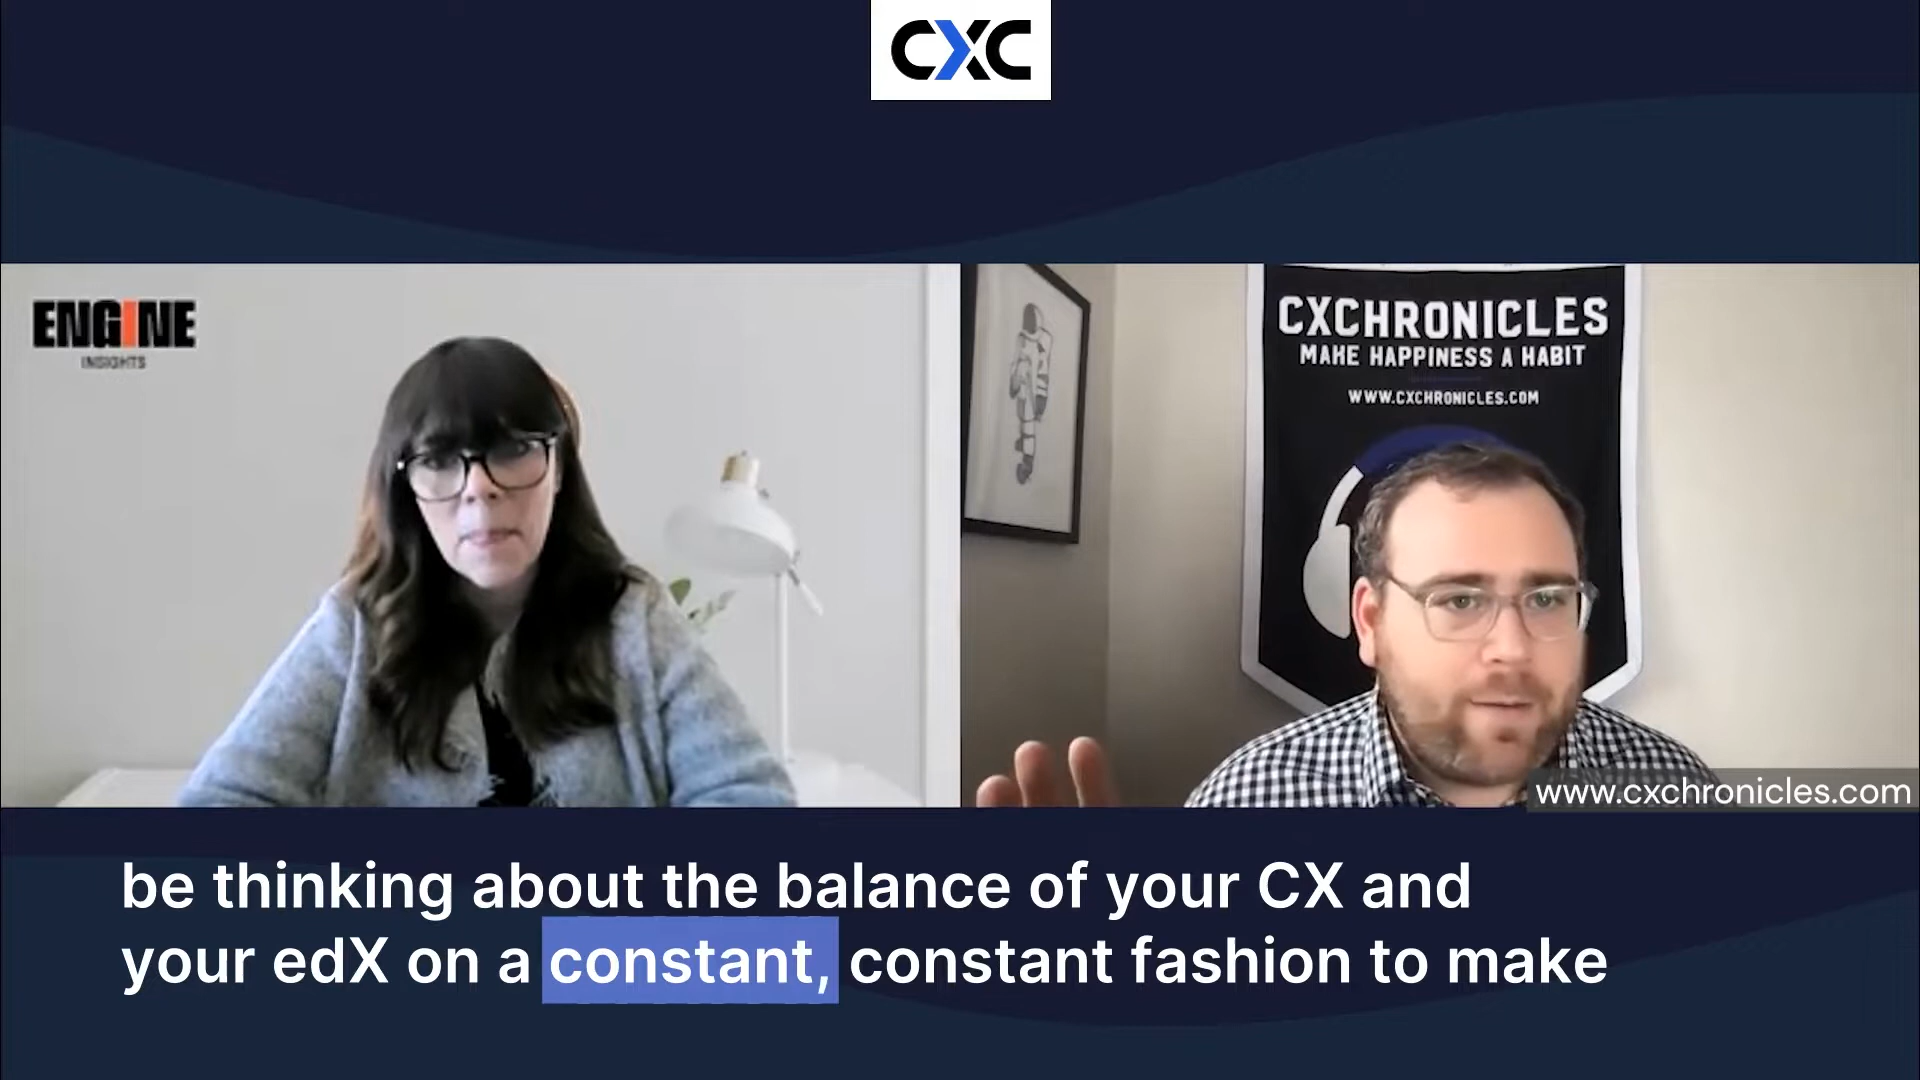 CXC
ENGINE
INSIGHTS
CXCHRONICLES
MAKE HAPPINESS A HABIT
WWW.CXCHRONICLES.COM
www.cxchronicles.com
be thinking about the balance of your CX and
your edX on a constant, constant fashion to make